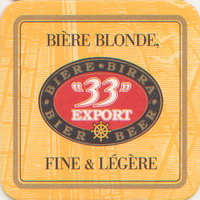 BIÈRE BLONDE,
BIÈRE • BIRRA
"33"
EXPORT
BIER BEER
FINE & LÉGÈRE